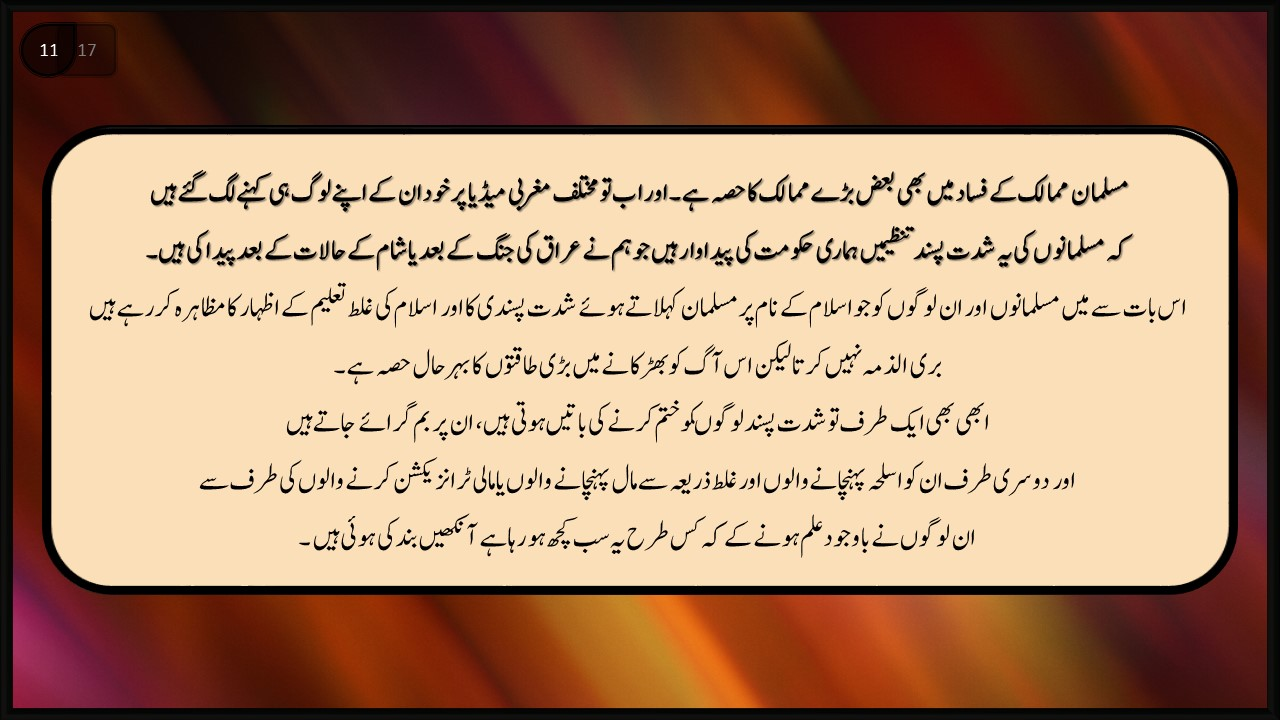 11 17
مسلمان ممالک کے فساد میں بھی بعض بڑے ممالک کا حصہ ہے۔ اور اب تو مختلف مغربی میڈیا پر خود ان کے اپنے لوگ ہی کہنے لگ گئے ہیں
کہ مسلمانوں کی یہ شدت پسند تنظیمیں ہماری حکومت کی پیداوار ہیں جو ہم نے عراق کی جنگ کے بعد یا شام کے حالات کے بعد پیدا کی ہیں۔
اس بات سے میں مسلمانوں اور ان لوگوں کو جو اسلام کے نام پر مسلمان کہلاتے ہوئے شدت پسندی کا اور اسلام کی غلط تعلیم کے اظہار کا مظاہرہ کر رہے ہیں
بری الذمہ نہیں کرتا لیکن اس آگ کو بھڑکانے میں بڑی طاقتوں کا بہر حال حصہ ہے۔
ابھی بھی ایک طرف تو شدت پسند لوگوں کو ختم کرنے کی باتیں ہوتی ہیں، ان پر بم گرائے جاتے ہیں
اور دوسری طرف ان کو اسلحہ پہنچانے والوں اور غلط ذریعہ سے مال پہنچانے والوں یا مالی ٹرانزیکشن کرنے والوں کی طرف سے
ان لوگوں نے باوجود علم ہونے کے کہ کس طرح یہ سب کچھ ہو رہا ہے آنکھیں بند کی ہوئی ہیں۔